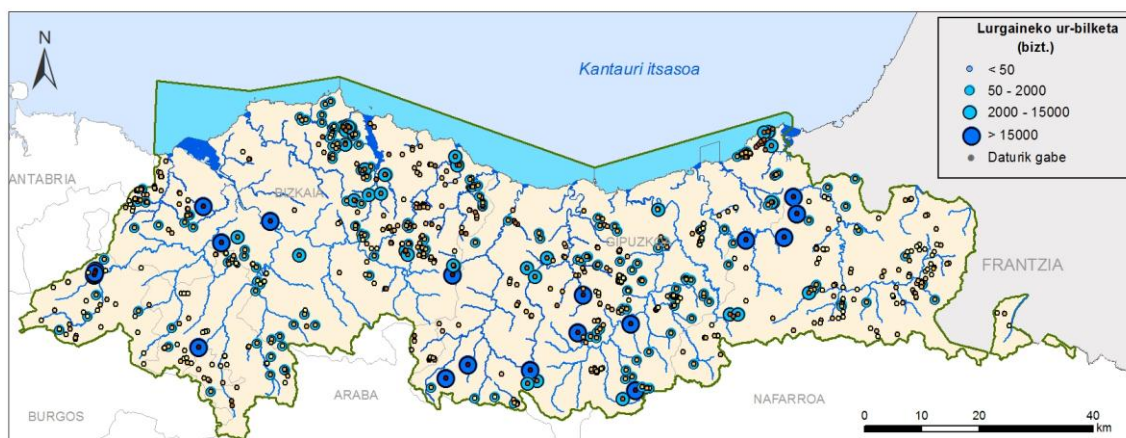 Lurgaineko ur-bilketa
(bizt.)
< 50
50 - 2000
2000 - 15000
> 15000
Daturik gabe
N
Kantauri itsasoa
ANTABRIA
BIZKAIA
GIPUZKOA
FRANTZIA
ARABA
NAFARROA
BURGOS
0 10 20 40
km